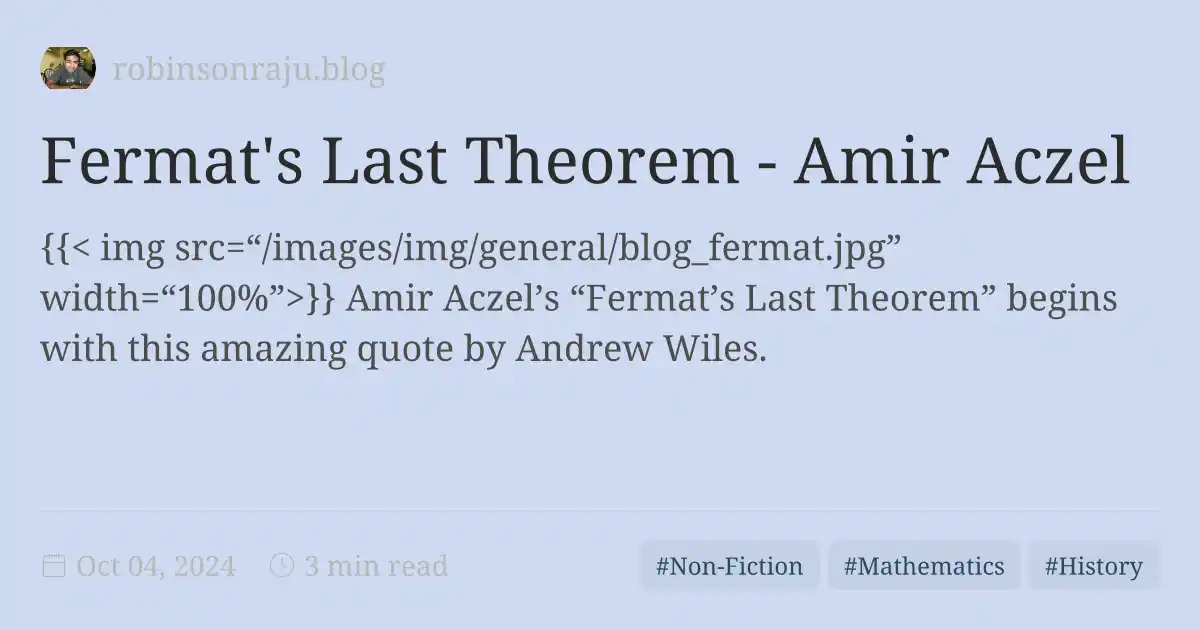 robinsonraju.blog
Fermat's Last Theorem - Amir Aczel
{{< img src=“/images/img/general/blog_fermat.jpg”
width=“100%”>}} Amir Aczel’s “Fermat’s Last Theorem” begins
with this amazing quote by Andrew Wiles.
Oct 04, 2024 3 min read #Non-Fiction #Mathematics #History